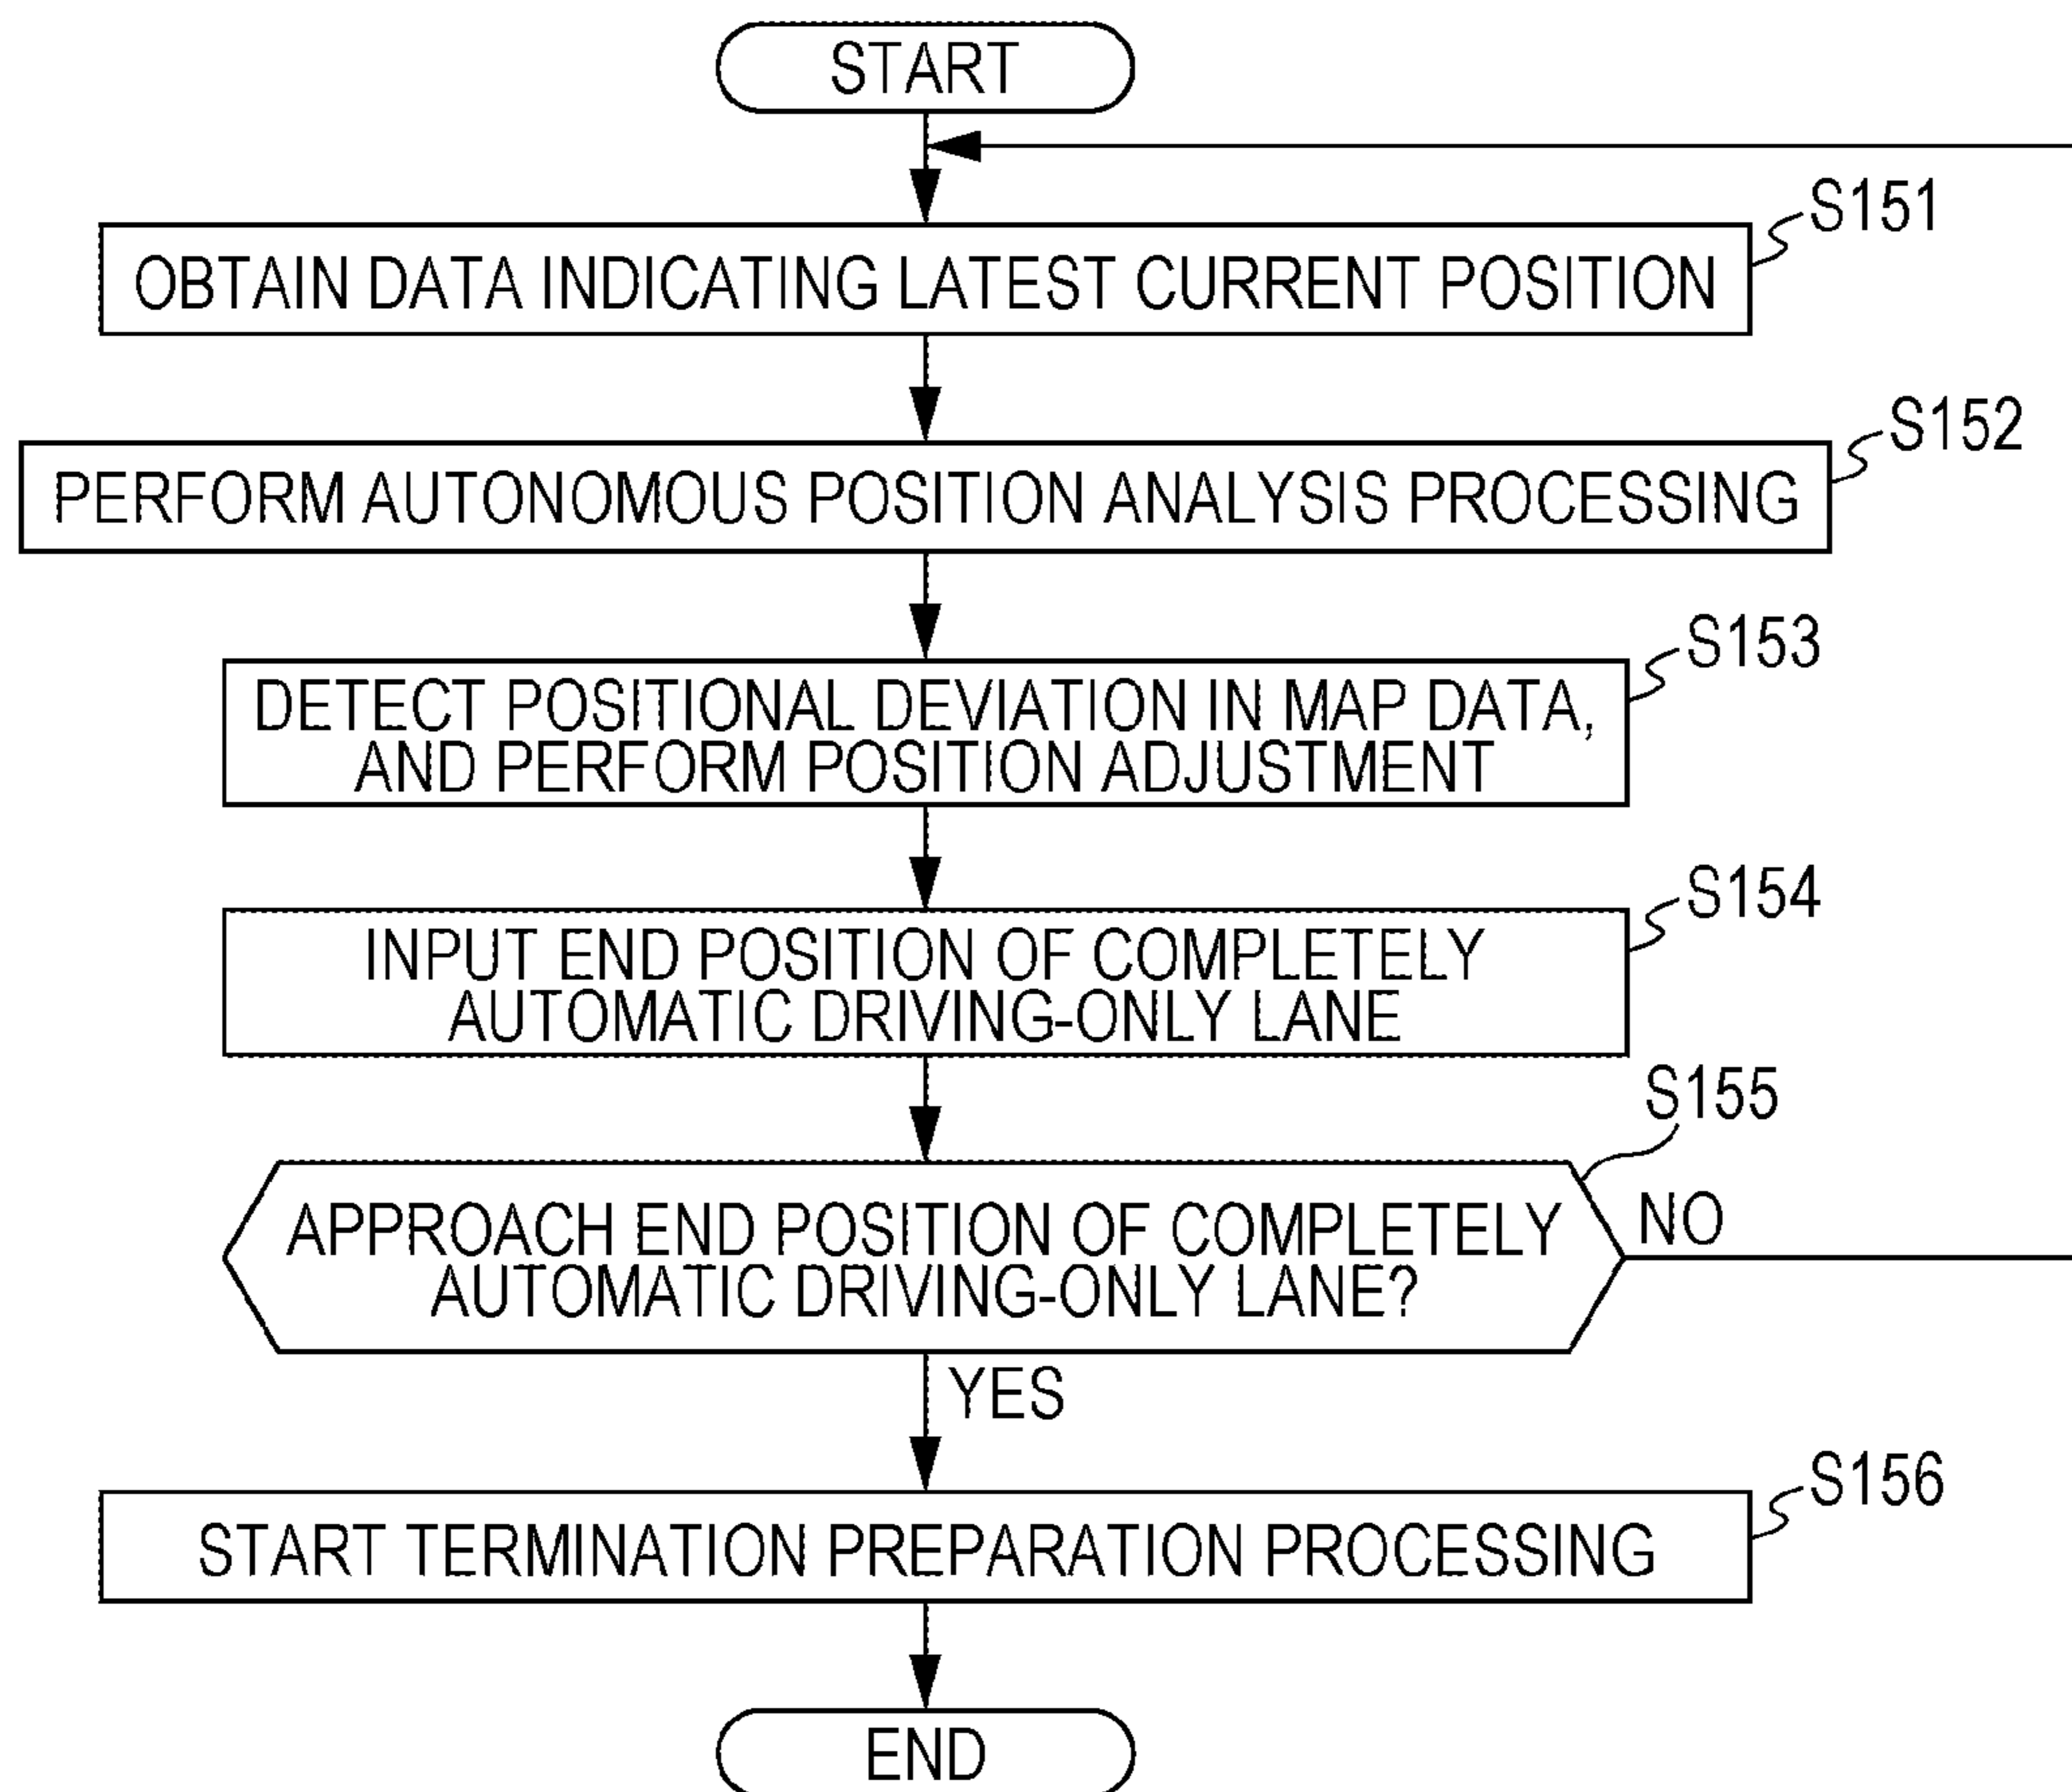 START
S151
OBTAIN DATA INDICATING LATEST CURRENT POSITION
S152
PERFORM AUTONOMOUS POSITION ANALYSIS PROCESSING
S153
DETECT POSITIONAL DEVIATION IN MAP DATA,
AND PERFORM POSITION ADJUSTMENT
S154
INPUT END POSITION OF COMPLETELY
AUTOMATIC DRIVING-ONLY LANE
S155
APPROACH END POSITION OF COMPLETELY
AUTOMATIC DRIVING-ONLY LANE?
NO
YES
S156
START TERMINATION PREPARATION PROCESSING
END